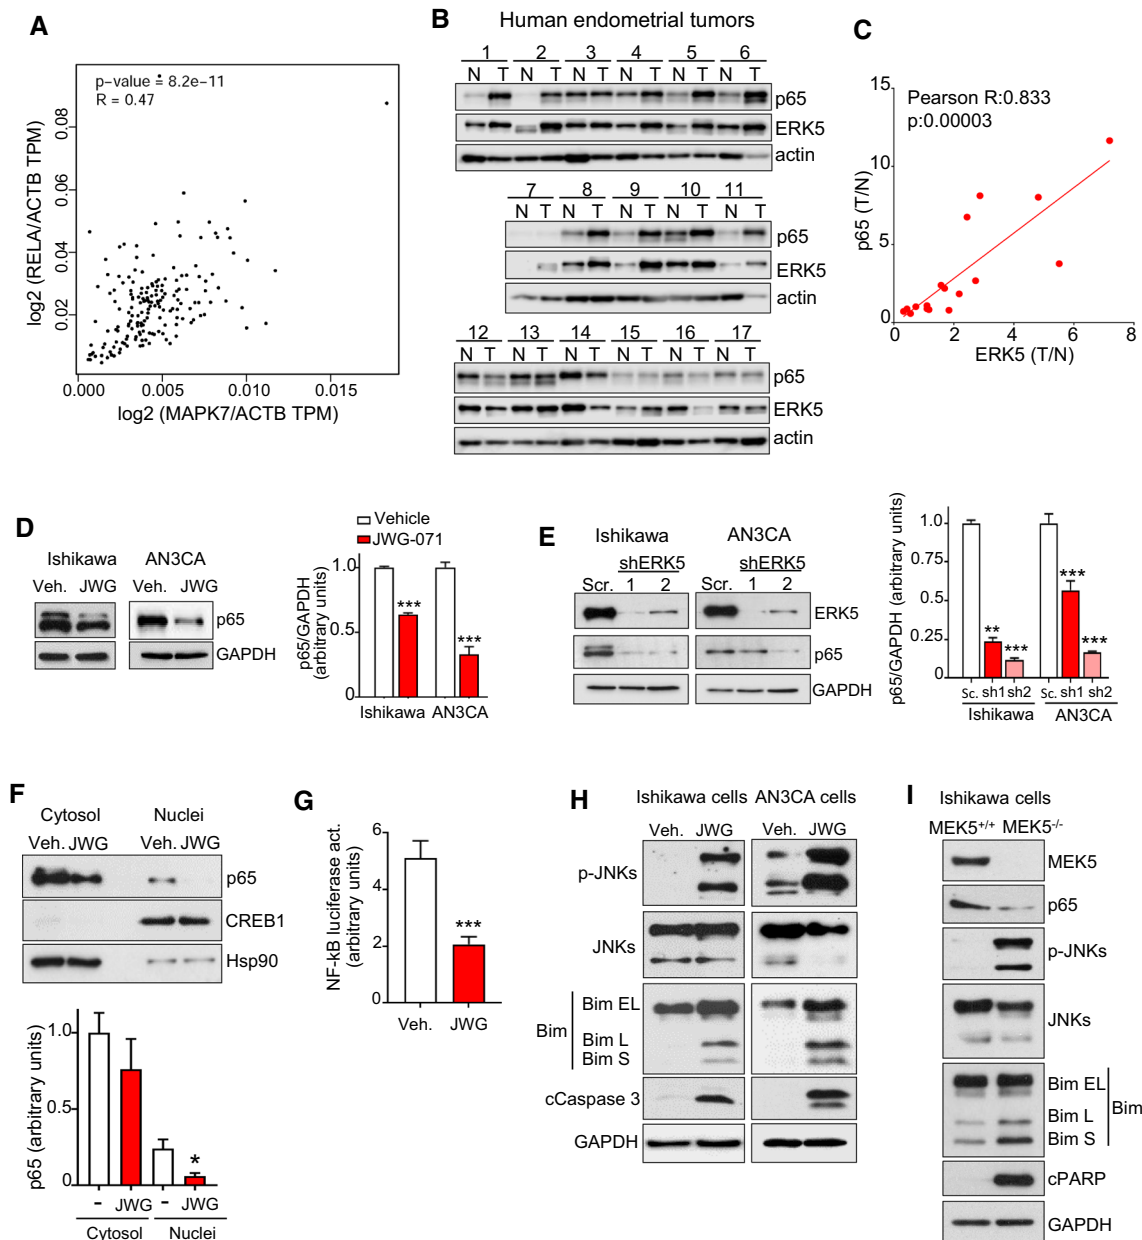 A
p-value = 8.2e-11
R = 0.47
log2 (RELA/ACTB TPM)
0.08
0.06
0.04
0.02
0.000 0.005 0.010 0.015
log2 (MAPK7/ACTB TPM)
B
Human endometrial tumors
1 2 3 4 5 6
N T N T N T N T N T N T
p65
ERK5
actin
7 8 9 10 11
N T N T N T N T N T
p65
ERK5
actin
12 13 14 15 16 17
N T N T N T N T N T N T
p65
ERK5
actin
C
Pearson R:0.833
p:0.00003
p65 (T/N)
15
10
5
0
0 2 4 6 8
ERK5 (T/N)
D
Ishikawa AN3CA
Veh. JWG Veh. JWG
p65
GAPDH
Vehicle
JWG-071
p65/GAPDH
(arbitrary units)
1.0
0.5
0
***
***
Ishikawa AN3CA
E
Ishikawa AN3CA
shERK5 shERK5
Scr. 1 2 Scr. 1 2
ERK5
p65
GAPDH
p65/GAPDH (arbitrary units)
1.0
0.75
0.5
0.25
0
** *** *** ***
Sc. sh1 sh2 Sc. sh1 sh2
Ishikawa AN3CA
F
Cytosol Nuclei
Veh. JWG Veh. JWG
p65
CREB1
Hsp90
p65 (arbitrary units)
1.0
0.5
0
*
- JWG - JWG
Cytosol Nuclei
G
NF-kB luciferase act.
(arbitrary units)
6
4
2
0
***
Veh. JWG
H
Ishikawa cells AN3CA cells
Veh. JWG Veh. JWG
p-JNKs
JNKs
Bim
Bim EL
Bim L
Bim S
cCaspase 3
GAPDH
I
Ishikawa cells
MEK5+/+ MEK5-/-
MEK5
p65
p-JNKs
JNKs
Bim EL
Bim L
Bim S
Bim
cPARP
GAPDH